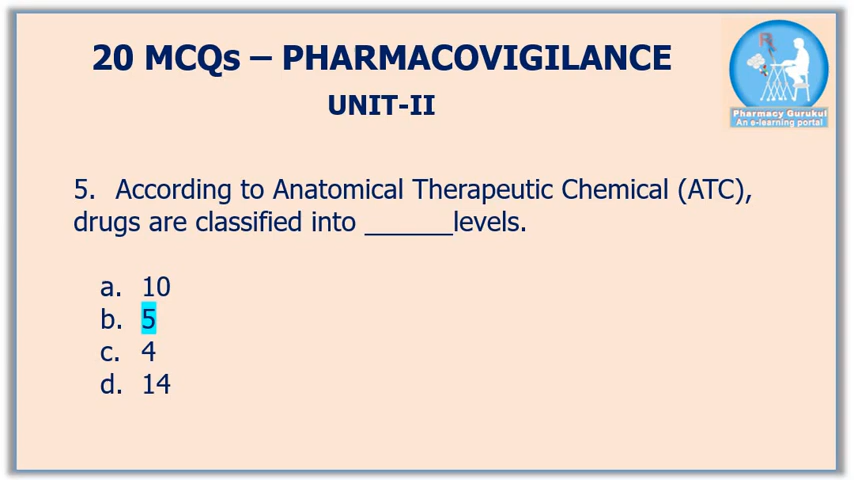 20 MCQs – PHARMACOVIGILANCE
UNIT-II
Pharmacy Gurukul
An e-learning portal
5. According to Anatomical Therapeutic Chemical (ATC),
drugs are classified into _______levels.
a. 10
b. 5
c. 4
d. 14